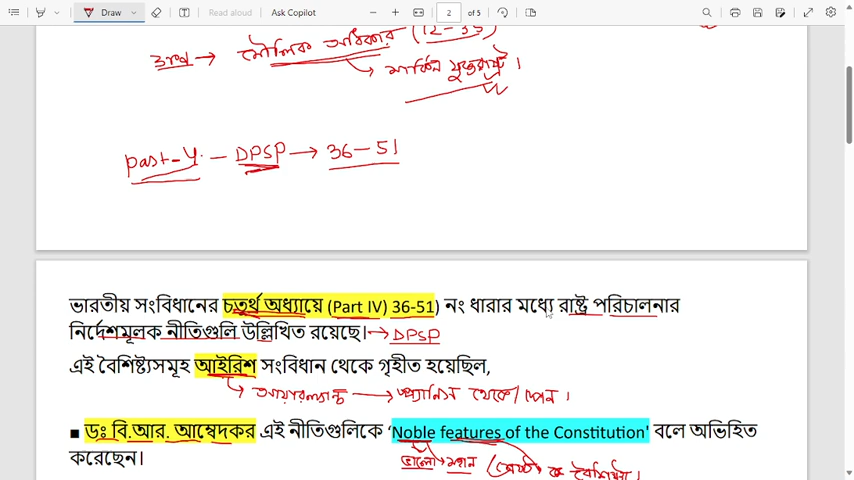 Draw
Read aloud
Ask Copilot
2
of 5
3rd → মৌলিক অধিকার (12-35)
→ মার্কিন যুক্তরাষ্ট্র।
part-4. - DPSP → 36-51
ভারতীয় সংবিধানের চতুর্থ অধ্যায়ে (Part IV) 36-51) নং ধারার মধ্যে রাষ্ট্র পরিচালনার
নির্দেশমূলক নীতিগুলি উল্লিখিত রয়েছে। → DPSP
এই বৈশিষ্ট্যসমূহ আইরিশ সংবিধান থেকে গৃহীত হয়েছিল,
→ আয়ারল্যান্ড → স্প্যানিস থেকে/স্পেন।
■ ডঃ বি.আর. আম্বেদকর এই নীতিগুলিকে 'Noble features of the Constitution' বলে অভিহিত
করেছেন।
ভালো → মহান